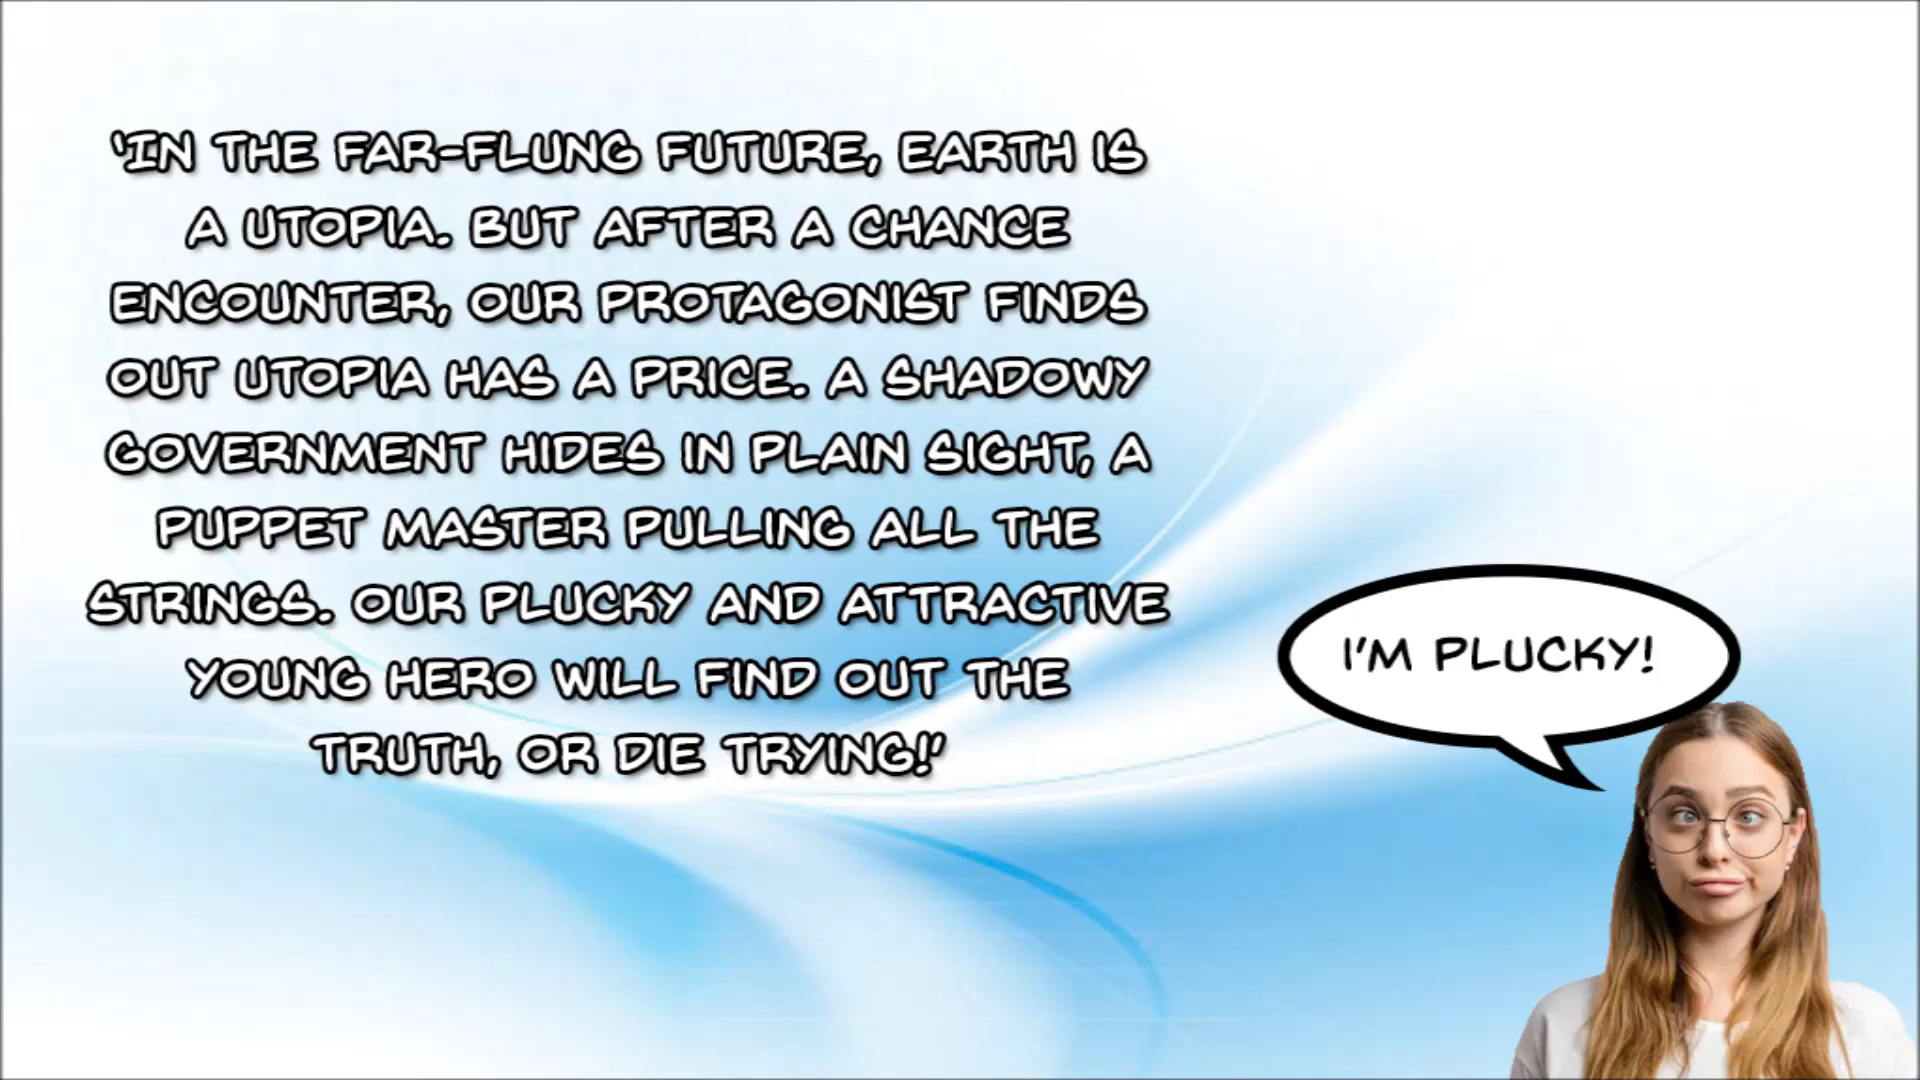 'IN THE FAR-FLUNG FUTURE, EARTH IS
A UTOPIA. BUT AFTER A CHANCE
ENCOUNTER, OUR PROTAGONIST FINDS
OUT UTOPIA HAS A PRICE. A SHADOWY
GOVERNMENT HIDES IN PLAIN SIGHT, A
PUPPET MASTER PULLING ALL THE
STRINGS. OUR PLUCKY AND ATTRACTIVE
YOUNG HERO WILL FIND OUT THE
TRUTH, OR DIE TRYING!'
I'M PLUCKY!